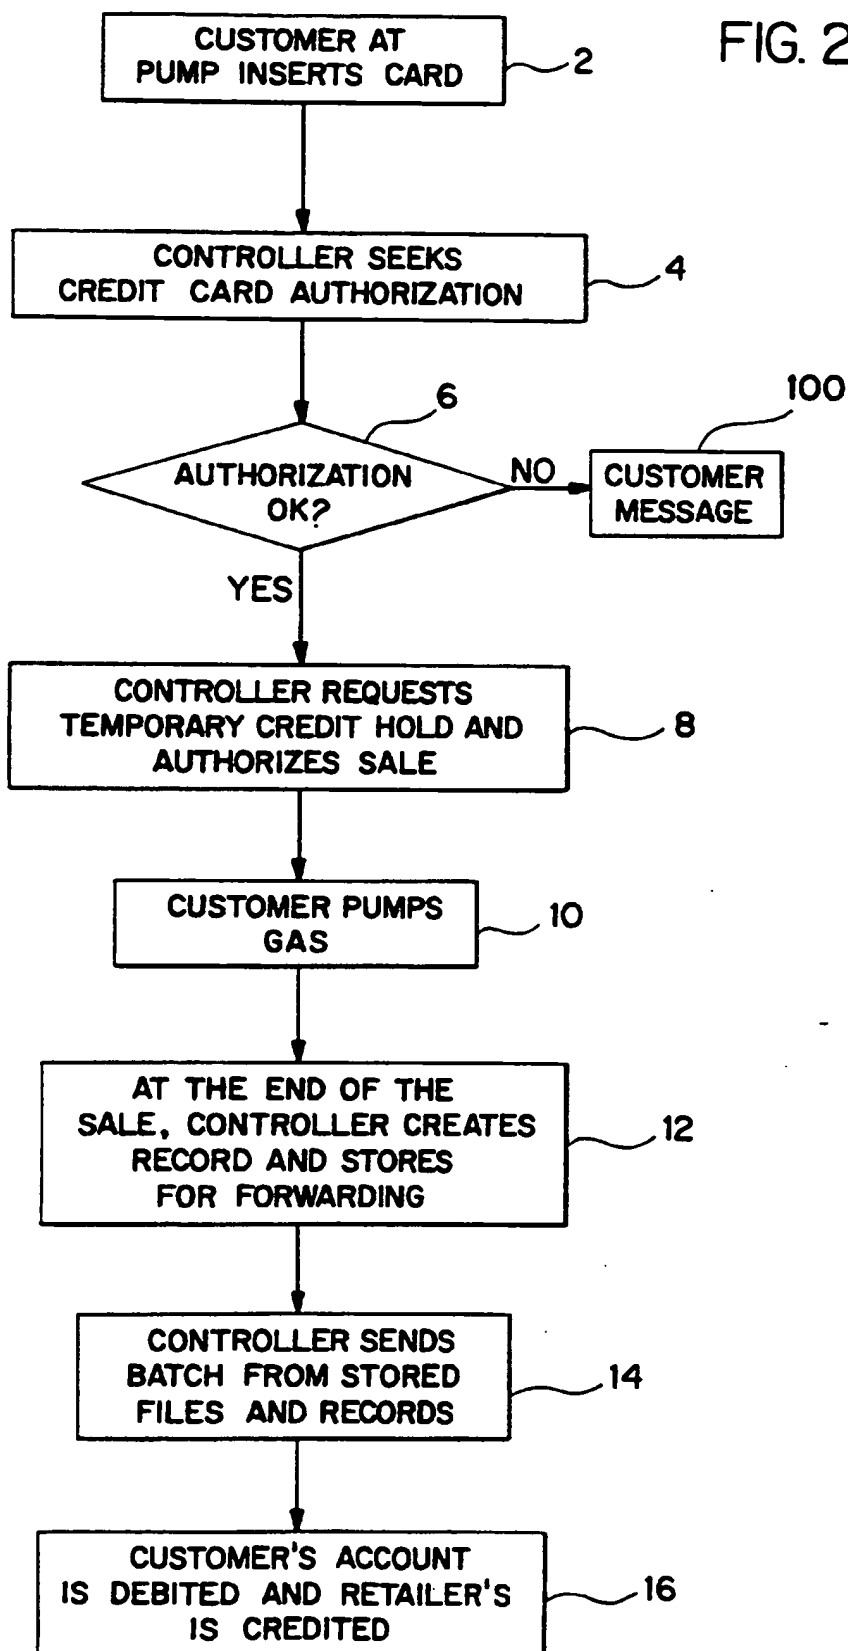 FIG. 2
CUSTOMER AT
PUMP INSERTS CARD
2
CONTROLLER SEEKS
CREDIT CARD AUTHORIZATION
4
6
AUTHORIZATION
OK?
NO
100
CUSTOMER
MESSAGE
YES
CONTROLLER REQUESTS
TEMPORARY CREDIT HOLD AND
AUTHORIZES SALE
8
CUSTOMER PUMPS
GAS
10
AT THE END OF THE
SALE, CONTROLLER CREATES
RECORD AND STORES
FOR FORWARDING
12
CONTROLLER SENDS
BATCH FROM STORED
FILES AND RECORDS
14
CUSTOMER'S ACCOUNT
IS DEBITED AND RETAILER'S
IS CREDITED
16